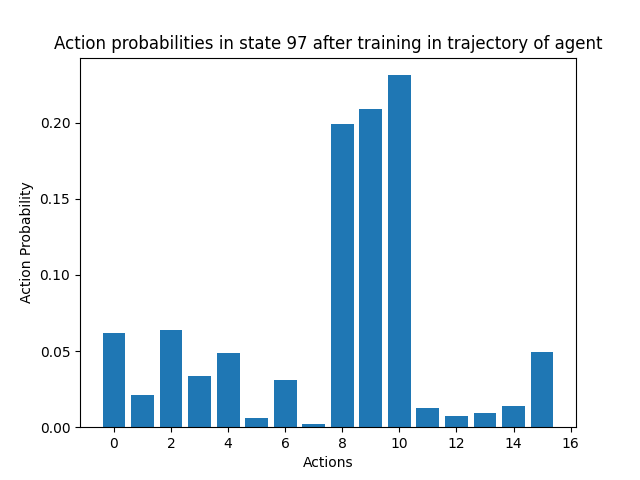 Action probabilities in state 97 after training in trajectory of agent
Action Probability
0.20
0.15
0.10
0.05
0.00
0 2 4 6 8 10 12 14 16
Actions